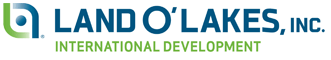 LAND O'LAKES, INC.
INTERNATIONAL DEVELOPMENT